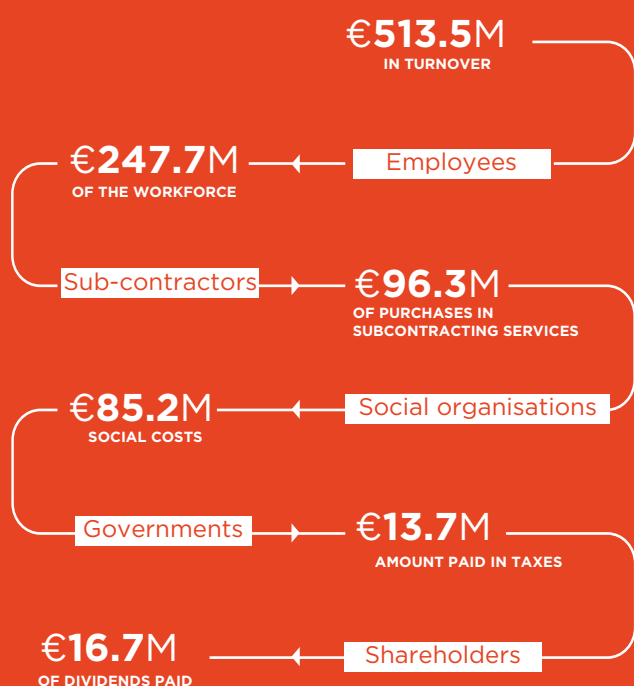 €513.5M
IN TURNOVER
Employees
€247.7M
OF THE WORKFORCE
Sub-contractors
€96.3M
OF PURCHASES IN
SUBCONTRACTING SERVICES
Social organisations
€85.2M
SOCIAL COSTS
Governments
€13.7M
AMOUNT PAID IN TAXES
Shareholders
€16.7M
OF DIVIDENDS PAID